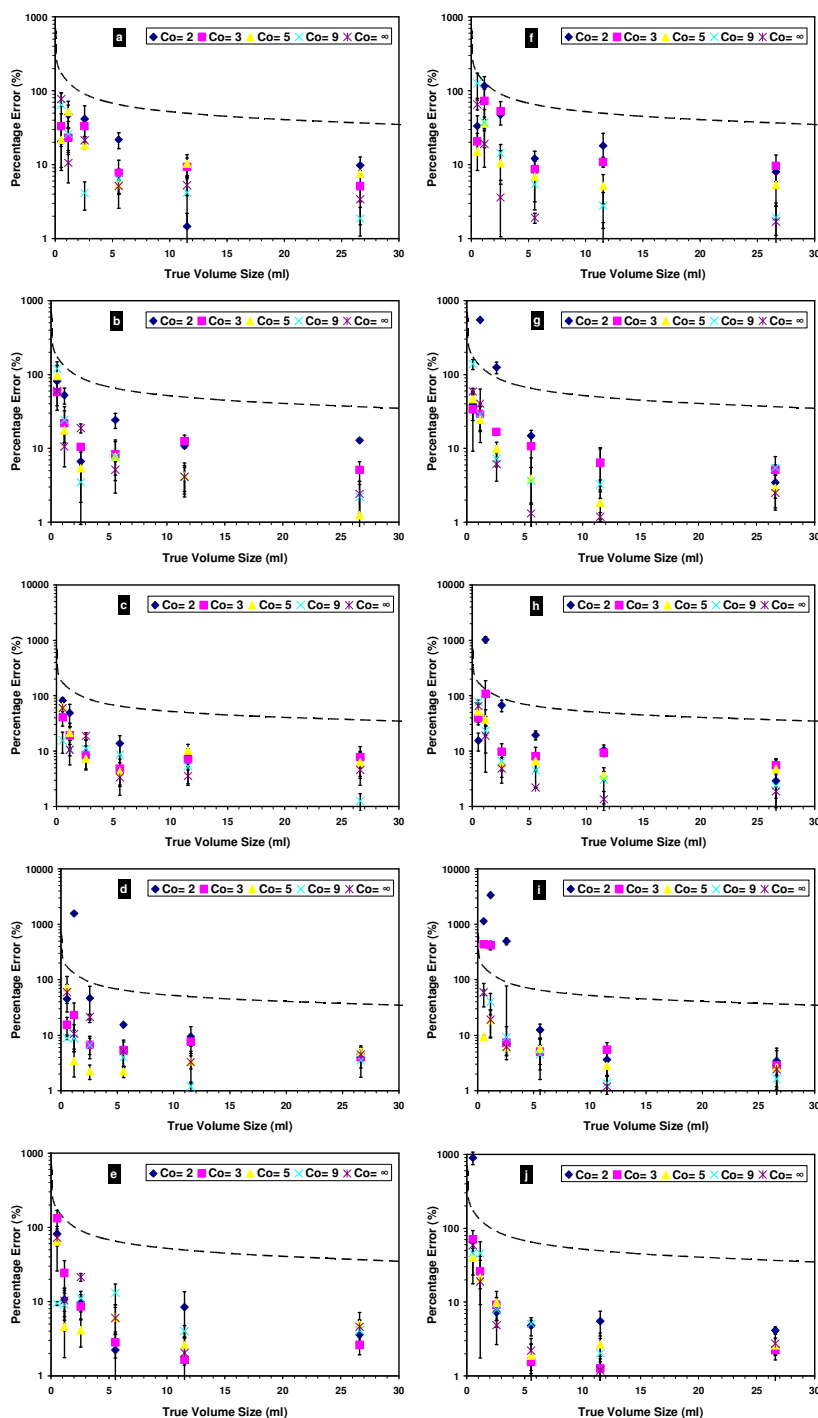 a
Co= 2 Co= 3 Co= 5 Co= 9 Co= ∞
Percentage Error (%)
1000
100
10
1
0 5 10 15 20 25 30
True Volume Size (ml)
f
Co= 2 Co= 3 Co= 5 Co= 9 Co= ∞
Percentage Error (%)
1000
100
10
1
0 5 10 15 20 25 30
True Volume Size (ml)
b
Co= 2 Co= 3 Co= 5 Co= 9 Co= ∞
Percentage Error (%)
1000
100
10
1
0 5 10 15 20 25 30
True Volume Size (ml)
g
Co= 2 Co= 3 Co= 5 Co= 9 Co= ∞
Percentage Error (%)
1000
100
10
1
0 5 10 15 20 25 30
True Volume Size (ml)
c
Co= 2 Co= 3 Co= 5 Co= 9 Co= ∞
Percentage Error (%)
10000
1000
100
10
1
0 5 10 15 20 25 30
True Volume Size (ml)
h
Co= 2 Co= 3 Co= 5 Co= 9 Co= ∞
Percentage Error (%)
10000
1000
100
10
1
0 5 10 15 20 25 30
True Volume Size (ml)
d
Co= 2 Co= 3 Co= 5 Co= 9 Co= ∞
Percentage Error (%)
10000
1000
100
10
1
0 5 10 15 20 25 30
True Volume Size (ml)
i
Co= 2 Co= 3 Co= 5 Co= 9 Co= ∞
Percentage Error (%)
10000
1000
100
10
1
0 5 10 15 20 25 30
True Volume Size (ml)
e
Co= 2 Co= 3 Co= 5 Co= 9 Co= ∞
Percentage Error (%)
1000
100
10
1
0 5 10 15 20 25 30
True Volume Size (ml)
j
Co= 2 Co= 3 Co= 5 Co= 9 Co= ∞
Percentage Error (%)
1000
100
10
1
0 5 10 15 20 25 30
True Volume Size (ml)